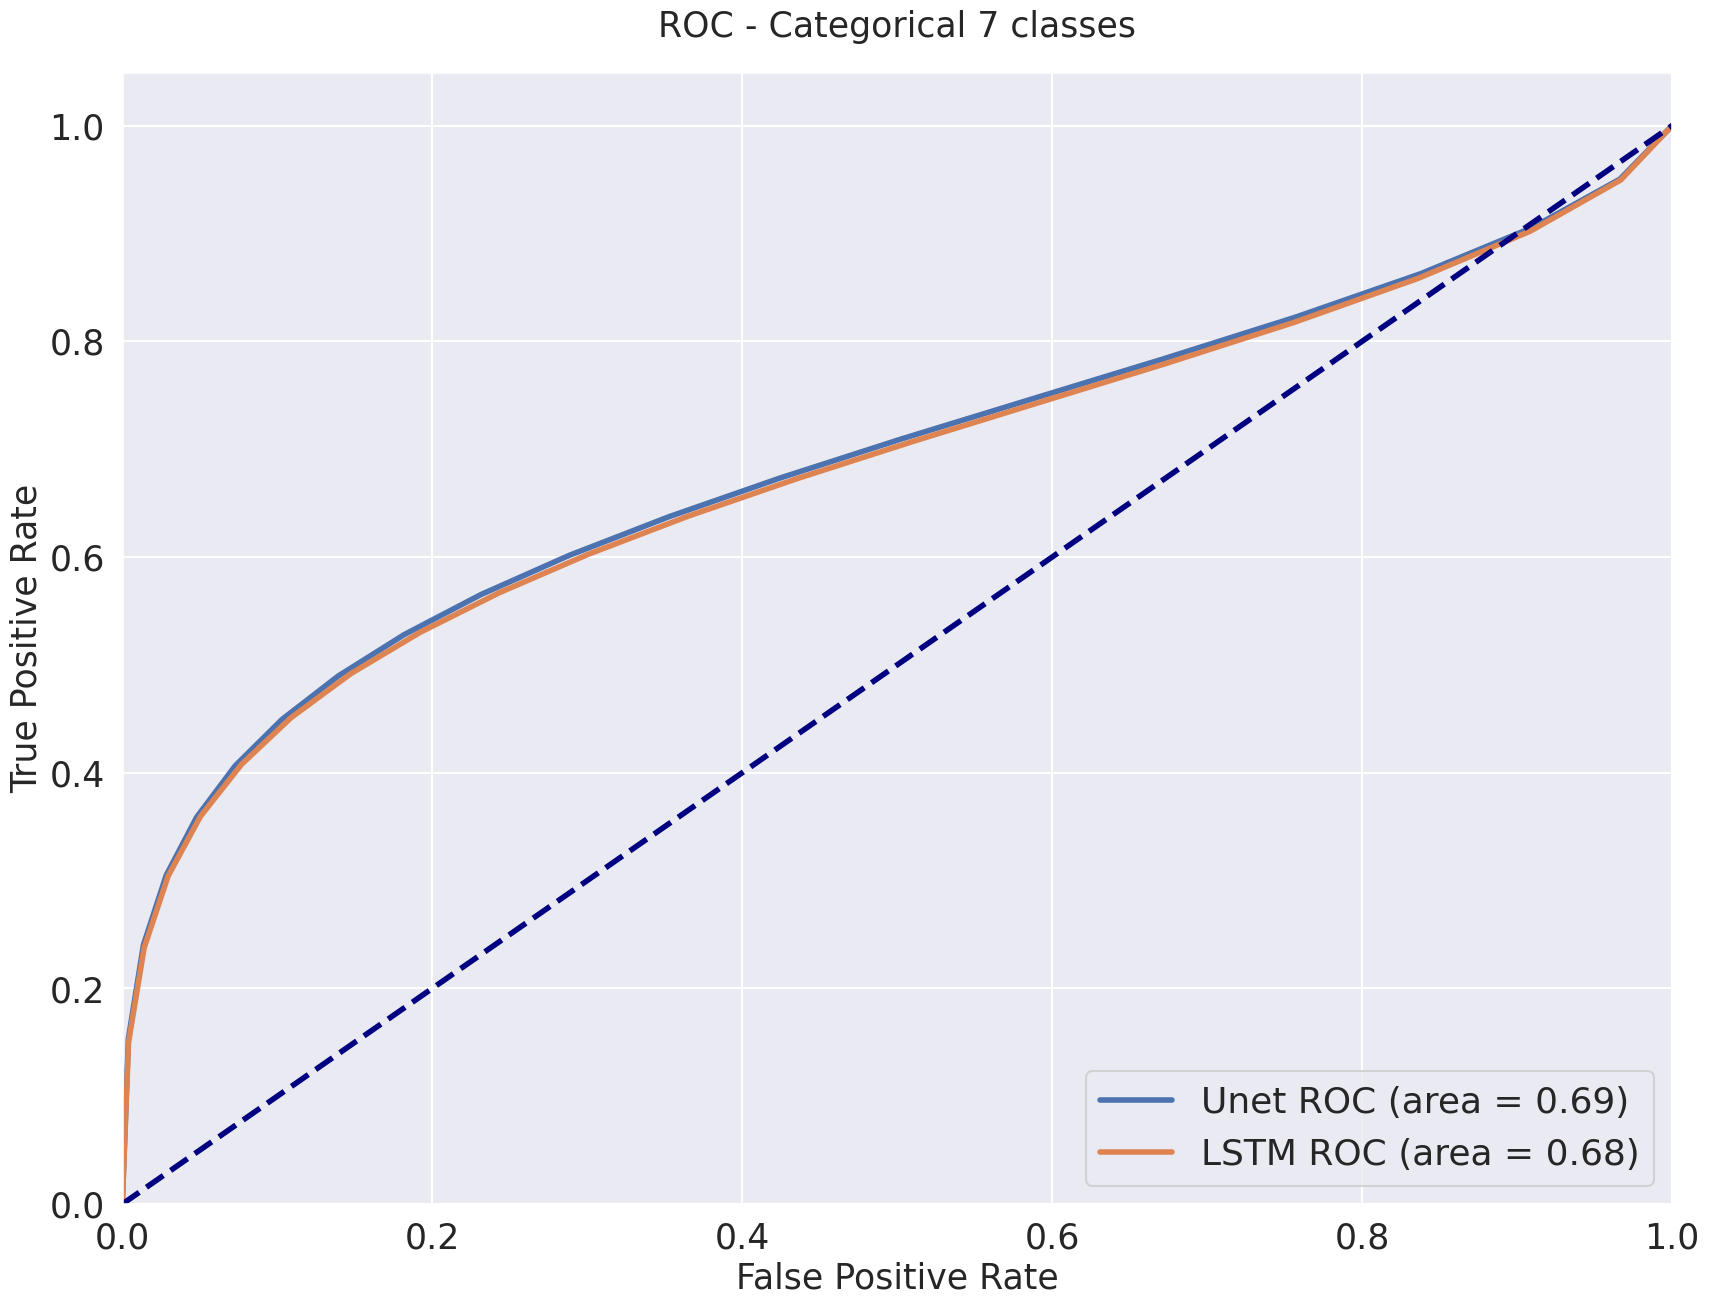 ROC - Categorical 7 classes
1.0
0.8
0.6
0.4
0.2
0.0
True Positive Rate
Unet ROC (area = 0.69)
LSTM ROC (area = 0.68)
0.0 0.2 0.4 0.6 0.8 1.0
False Positive Rate